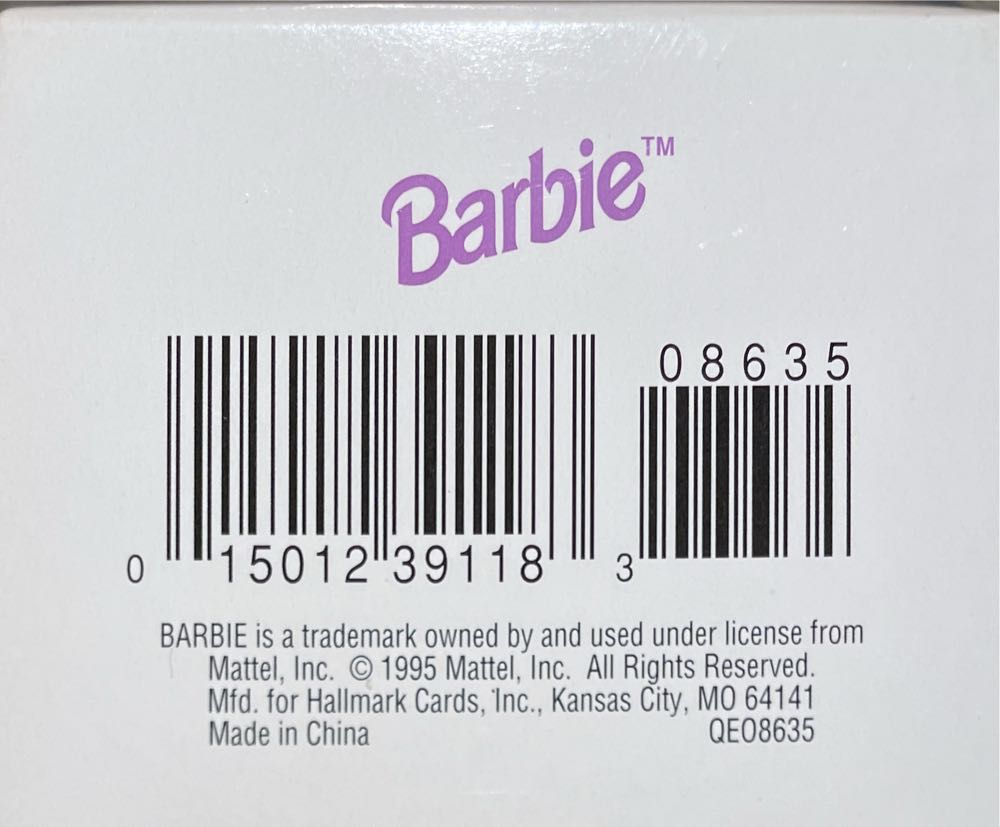 Barbie™
08635
0 15012 39118 3
BARBIE is a trademark owned by and used under license from
Mattel, Inc. © 1995 Mattel, Inc. All Rights Reserved.
Mfd. for Hallmark Cards, Inc., Kansas City, MO 64141
Made in China QEO8635